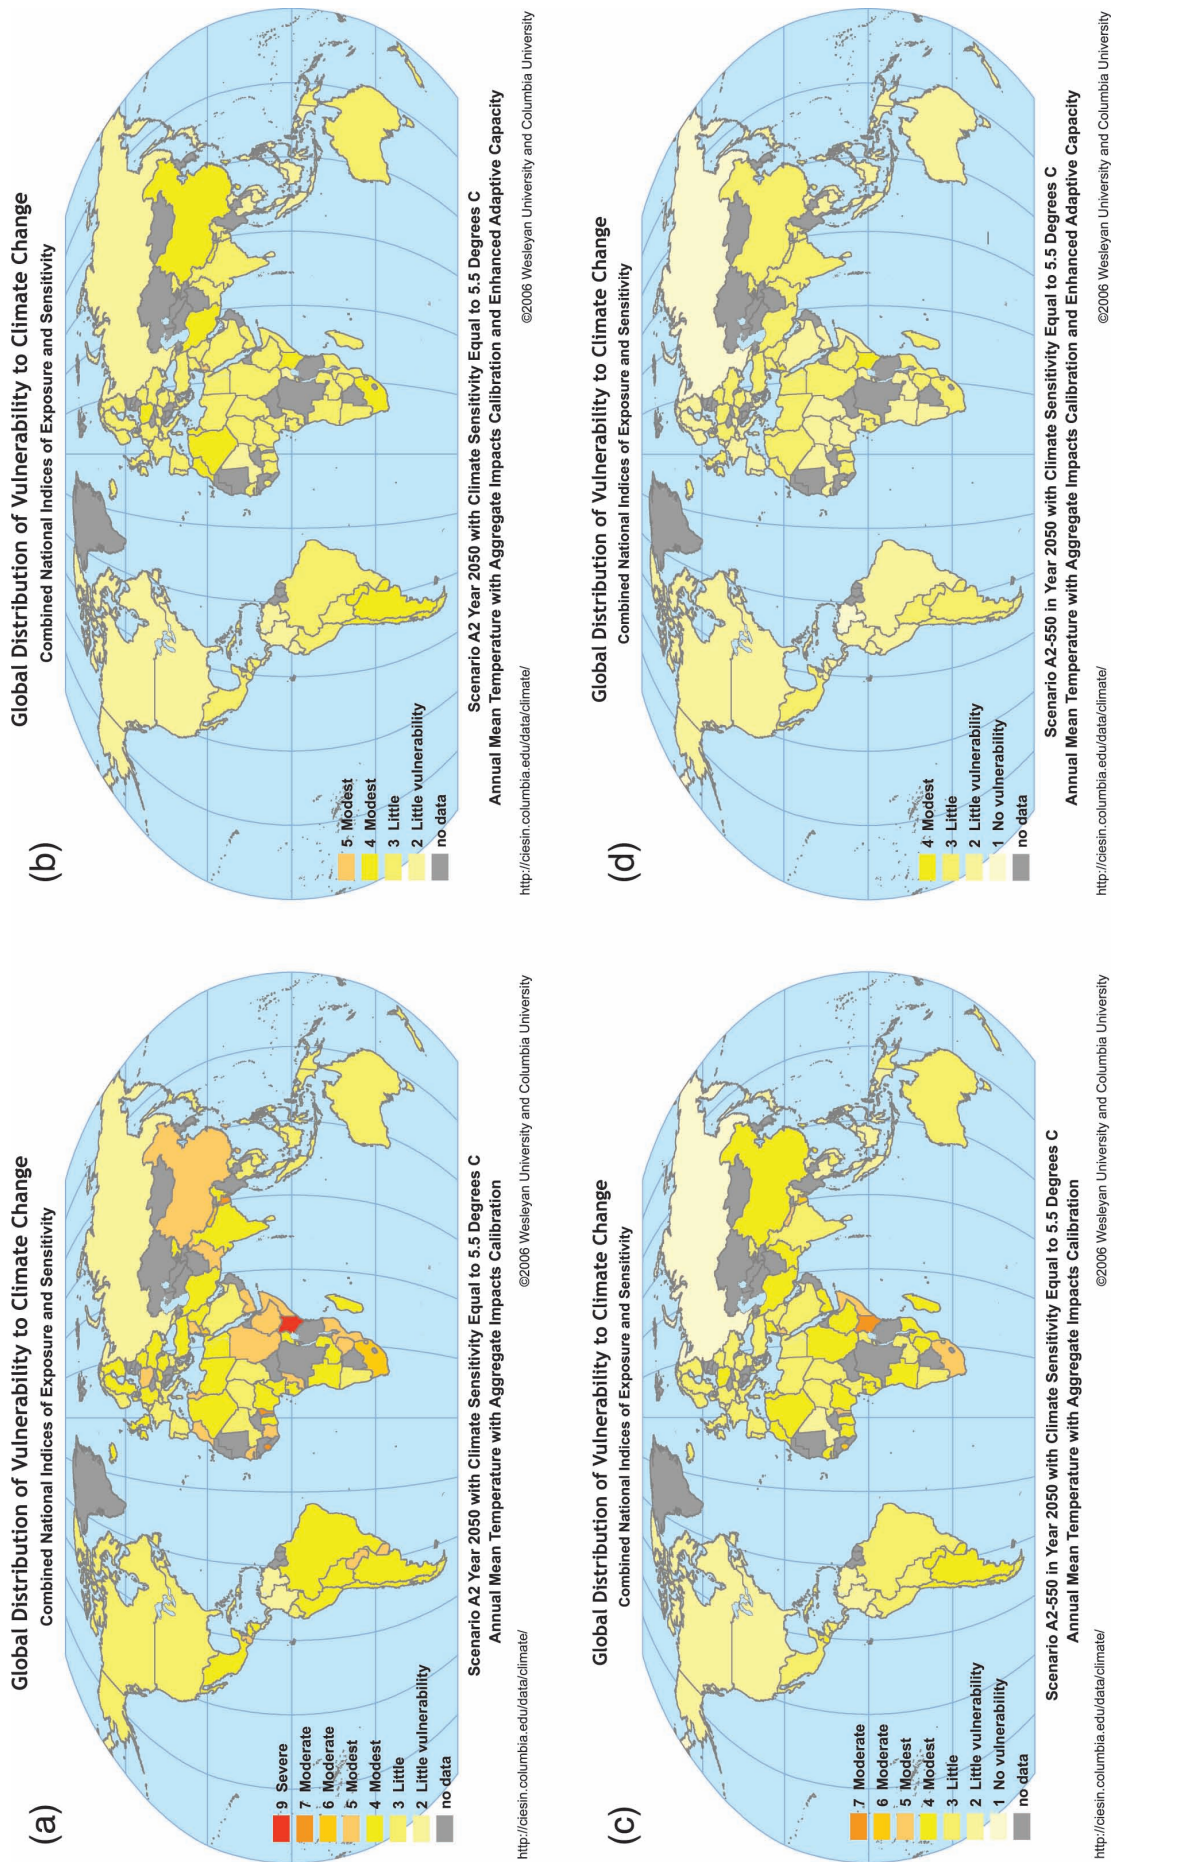 (a)
Global Distribution of Vulnerability to Climate Change
Combined National Indices of Exposure and Sensitivity
9 Severe
7 Moderate
6 Moderate
5 Modest
4 Modest
3 Little
2 Little vulnerability
no data
Scenario A2 Year 2050 with Climate Sensitivity Equal to 5.5 Degrees C
Annual Mean Temperature with Aggregate Impacts Calibration
http://ciesin.columbia.edu/data/climate/
©2006 Wesleyan University and Columbia University
(b)
Global Distribution of Vulnerability to Climate Change
Combined National Indices of Exposure and Sensitivity
5 Modest
4 Modest
3 Little
2 Little vulnerability
no data
Scenario A2 Year 2050 with Climate Sensitivity Equal to 5.5 Degrees C
Annual Mean Temperature with Aggregate Impacts Calibration and Enhanced Adaptive Capacity
http://ciesin.columbia.edu/data/climate/
©2006 Wesleyan University and Columbia University
(c)
Global Distribution of Vulnerability to Climate Change
Combined National Indices of Exposure and Sensitivity
7 Moderate
6 Moderate
5 Modest
4 Modest
3 Little
2 Little vulnerability
1 No vulnerability
no data
Scenario A2-550 in Year 2050 with Climate Sensitivity Equal to 5.5 Degrees C
Annual Mean Temperature with Aggregate Impacts Calibration
http://ciesin.columbia.edu/data/climate/
©2006 Wesleyan University and Columbia University
(d)
Global Distribution of Vulnerability to Climate Change
Combined National Indices of Exposure and Sensitivity
4 Modest
3 Little
2 Little vulnerability
1 No vulnerability
no data
Scenario A2-550 in Year 2050 with Climate Sensitivity Equal to 5.5 Degrees C
Annual Mean Temperature with Aggregate Impacts Calibration and Enhanced Adaptive Capacity
http://ciesin.columbia.edu/data/climate/
©2006 Wesleyan University and Columbia University